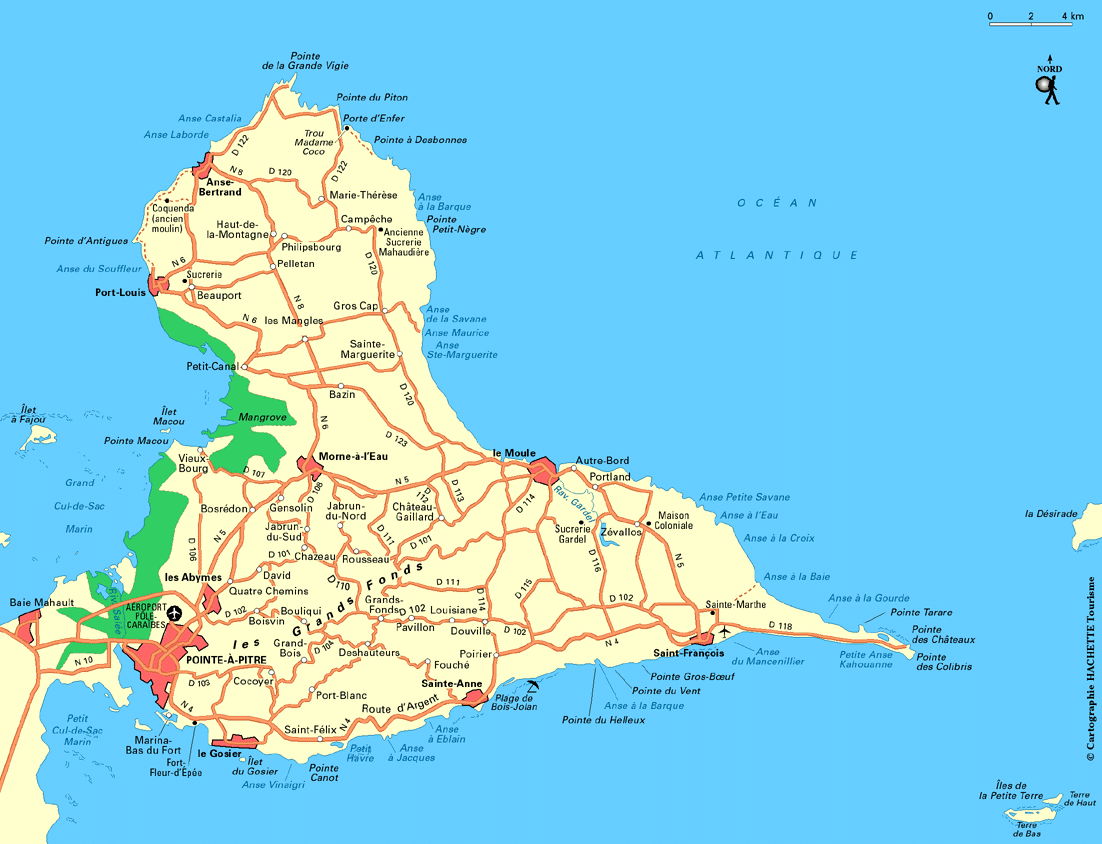 0 2 4 km
NORD
Pointe
de la Grande Vigie
Pointe du Piton
Porte d'Enfer
Anse Castalia
Anse Laborde
Trou
Madame
Coco
Pointe à Desbonnes
D 122
D 122
N 8
D 120
Anse-
Bertrand
Marie-Thérèse
Anse
à la Barque
Pointe
Petit-Nègre
Coquenda
(ancien
moulin)
Haut-de-
la-Montagne
Campêche
Ancienne
Sucrerie
Mahaudière
OCÉAN
ATLANTIQUE
Pointe d'Antigues
Philipsbourg
Anse du Souffleur
N 6
Pelletan
D 120
Sucrerie
Port-Louis
Beauport
N 8
Gros Cap
N 6
les Mangles
Anse
de la Savane
Anse Maurice
Anse
Ste-Marguerite
Sainte-
Marguerite
Petit-Canal
Bazin
D 120
Îlet
à Fajou
Îlet
Macou
Mangrove
N 6
D 123
Pointe Macou
Vieux-
Bourg
D 107
Morne-à-l'Eau
le Moule
Autre-Bord
Portland
Grand
Cul-de-Sac
Marin
N 5
D 108
D 112
D 113
D 114
Rav. Gardel
Anse Petite Savane
Anse à l'Eau
Anse à la Croix
la Désirade
Bosrédon
Gensolin
Jabrun-
du-Nord
Château-
Gaillard
Sucrerie
Gardel
Zévallos
Maison
Coloniale
Jabrun-
du-Sud
N 5
D 106
D 101
Chazeau
Rousseau
D 111
D 101
D 116
N 5
les Abymes
David
D 110
D 111
D 114
D 115
Anse à la Baie
Quatre Chemins
les Grands Fonds
Baie Mahault
Rivière Salée
AÉROPORT
PÔLE-
CARAÏBES
D 102
Boisvin
Bouliqui
Grands-
Fonds
D 102
Louisiane
Pavillon
Douville
D 102
D 102
Sainte-Marthe
Anse à la Gourde
Pointe Tarare
D 118
Pointe
des Châteaux
Pointe
des Colibris
Petite Anse
Kahouanne
N 10
POINTE-À-PITRE
Grand-
Bois
D 104
Deshauteurs
Poirier
N 4
Saint-François
Anse
du Mancenillier
D 103
Cocoyer
Fouché
Pointe Gros-Bœuf
Pointe du Vent
Anse à la Barque
Pointe du Helleux
Port-Blanc
Sainte-Anne
Plage de
Bois-Jolan
N 4
Route d'Argent
Petit
Cul-de-Sac
Marin
Saint-Félix
N 4
Marina-
Bas du Fort
le Gosier
Fort-
Fleur-d'Épée
Îlet
du Gosier
Anse Vinaigri
Pointe
Canot
Petit
Havre
Anse
à Jacques
Anse
à Eblain
Îles de
la Petite Terre
Terre
de Haut
Terre
de Bas
© Cartographie HACHETTE Tourisme